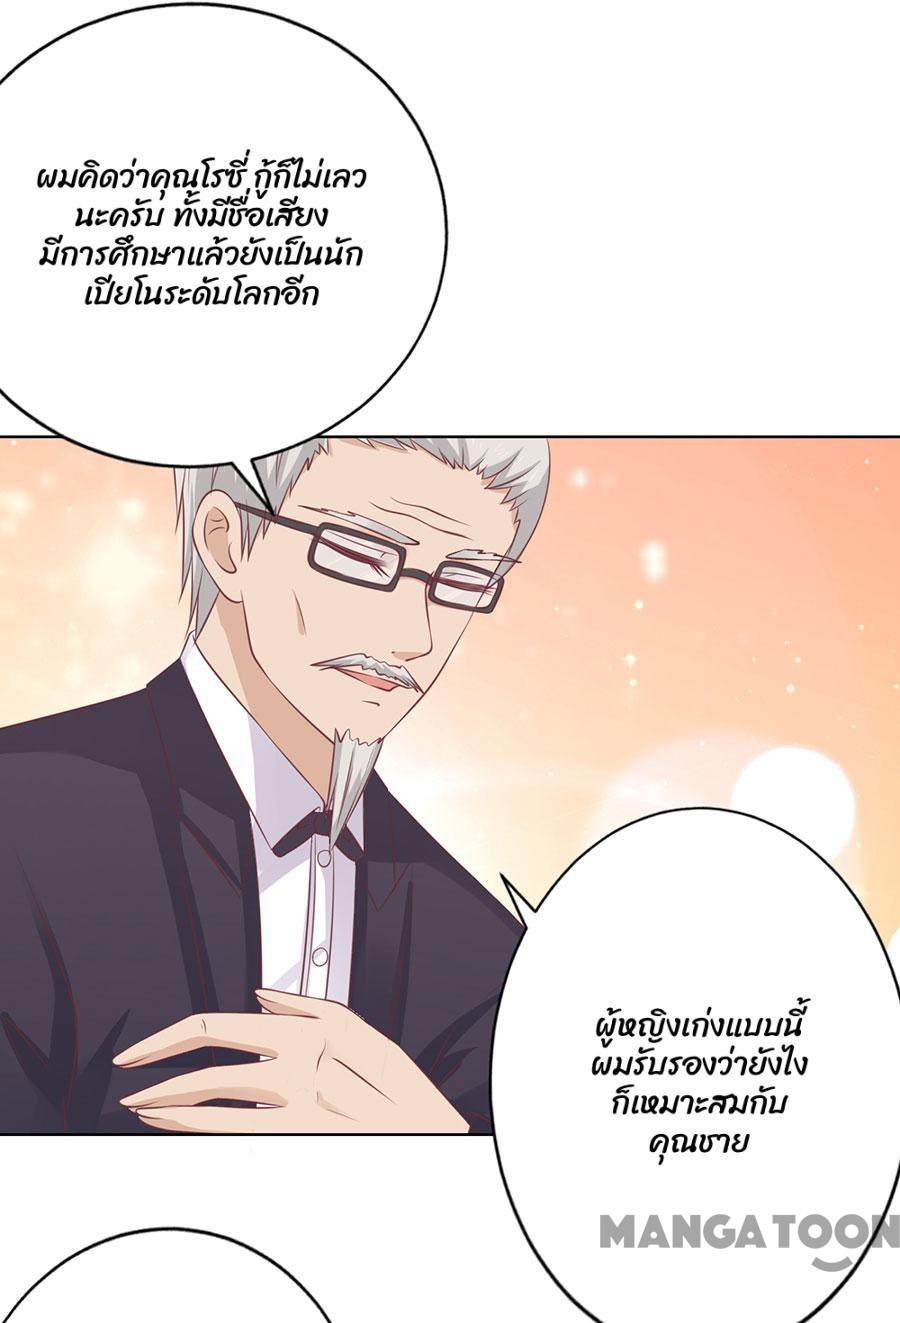 ผมคิดว่าคุณโรซี่ กู้ก็ไม่เลว
นะครับ ทั้งมีชื่อเสียง
มีการศึกษาแล้วยังเป็นนัก
เปียโนระดับโลกอีก
ผู้หญิงเก่งแบบนี้
ผมรับรองว่ายังไง
ก็เหมาะสมกับ
คุณชาย
MANGATOON